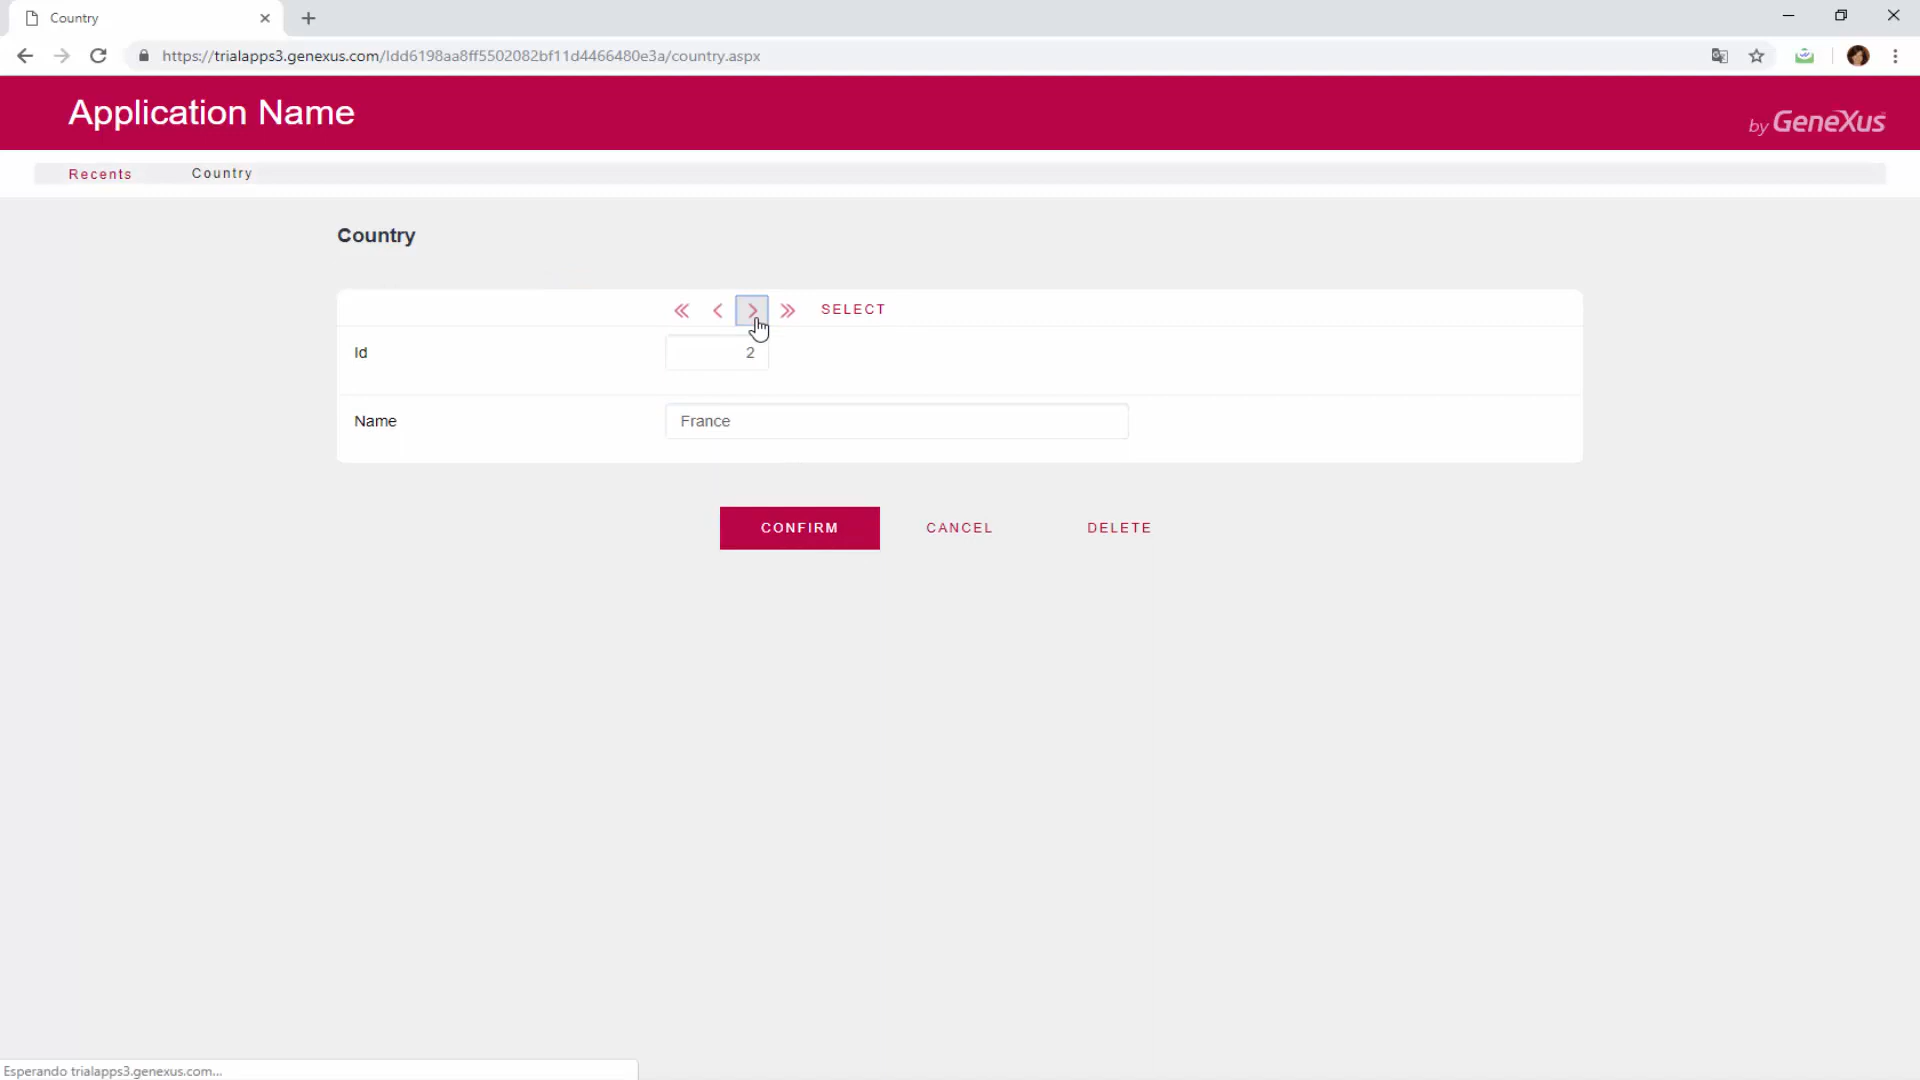 Country
https://trialapps3.genexus.com/Idd6198aa8ff5502082bf11d4466480e3a/country.aspx
Application Name
by GeneXus
Recents Country
Country
SELECT
Id 2
Name France
CONFIRM CANCEL DELETE
Esperando trialapps3.genexus.com...